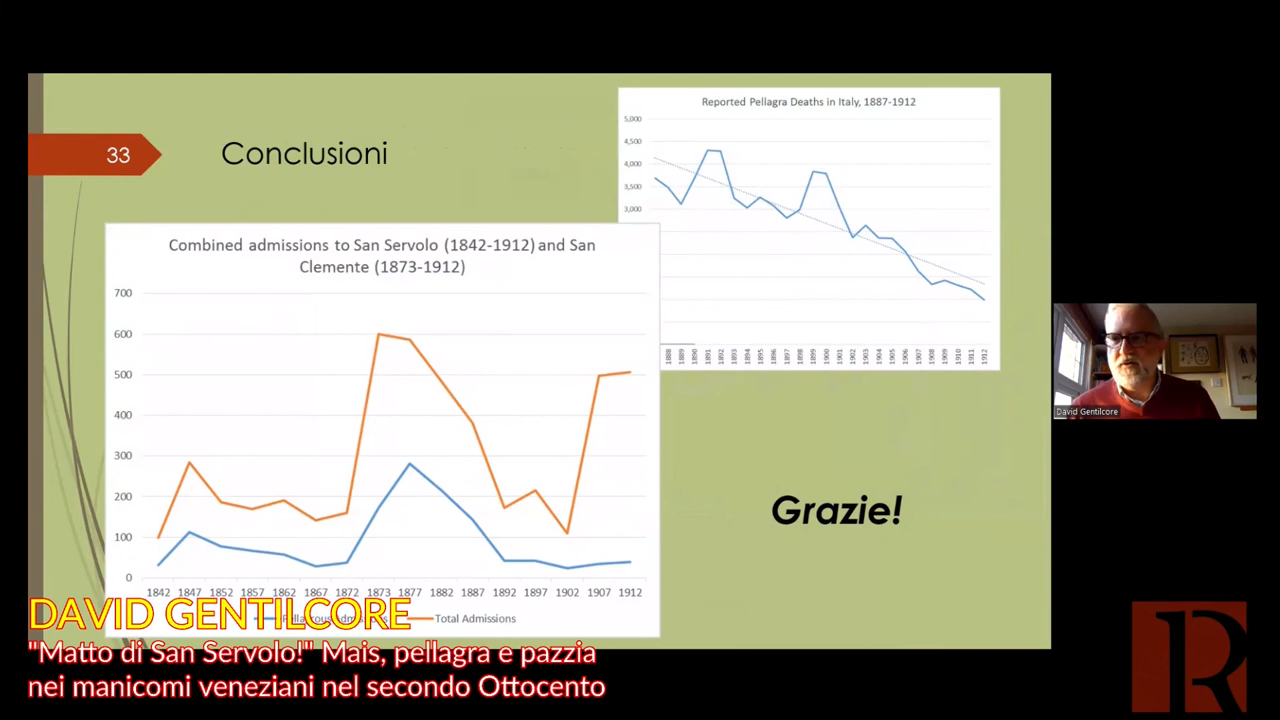 33
Conclusioni
Reported Pellagra Deaths in Italy, 1887-1912
5,000
4,500
4,000
3,500
3,000
1888 1889 1890 1891 1892 1893 1894 1895 1896 1897 1898 1899 1900 1901 1902 1903 1904 1905 1906 1907 1908 1909 1910 1911 1912
Combined admissions to San Servolo (1842-1912) and San
Clemente (1873-1912)
700
600
500
400
300
200
100
0
1842 1847 1852 1857 1862 1867 1872 1873 1877 1882 1887 1892 1897 1902 1907 1912
Total Admissions
Grazie!
David Gentilcore
DAVID GENTILCORE
"Matto di San Servolo!" Mais, pellagra e pazzia
nei manicomi veneziani nel secondo Ottocento
R